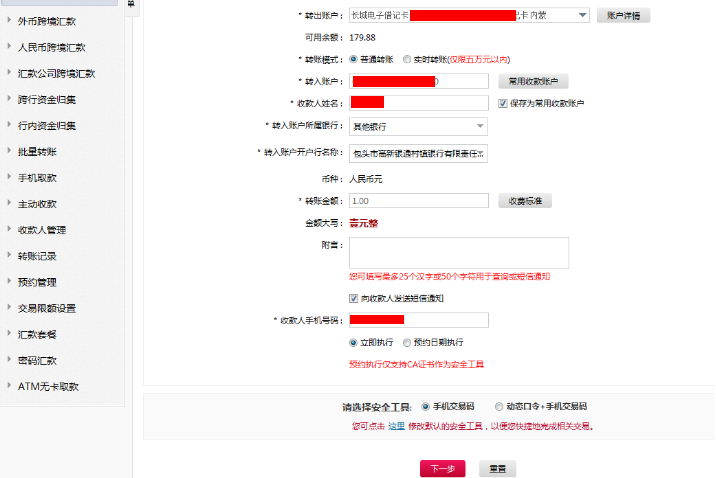 单
外币跨境汇款
人民币跨境汇款
汇款公司跨境汇款
跨行资金归集
行内资金归集
批量转账
手机取款
主动收款
收款人管理
转账记录
预约管理
交易限额设置
汇款套餐
密码汇款
ATM无卡取款
* 转出账户： 长城电子借记卡 记卡 内蒙 账户详情
可用余额： 179.88
* 转账模式： 普通转账 实时转账(仅限五万元以内)
* 转入账户： 常用收款账户
* 收款人姓名： 保存为常用收款账户
* 转入账户所属银行： 其他银行
* 转入账户开户行名称： 包头市高新银通村镇银行有限责任
币种： 人民币元
* 转账金额： 1.00 收费标准
金额大写： 壹元整
附言：
您可填写最多25个汉字或50个字符用于查询或短信通知
向收款人发送短信通知
* 收款人手机号码：
立即执行 预约日期执行
预约执行仅支持CA证书作为安全工具
请选择安全工具: 手机交易码 动态口令+手机交易码
您可点击 这里 修改默认的安全工具，以便您快捷地完成相关交易。
下一步 重置